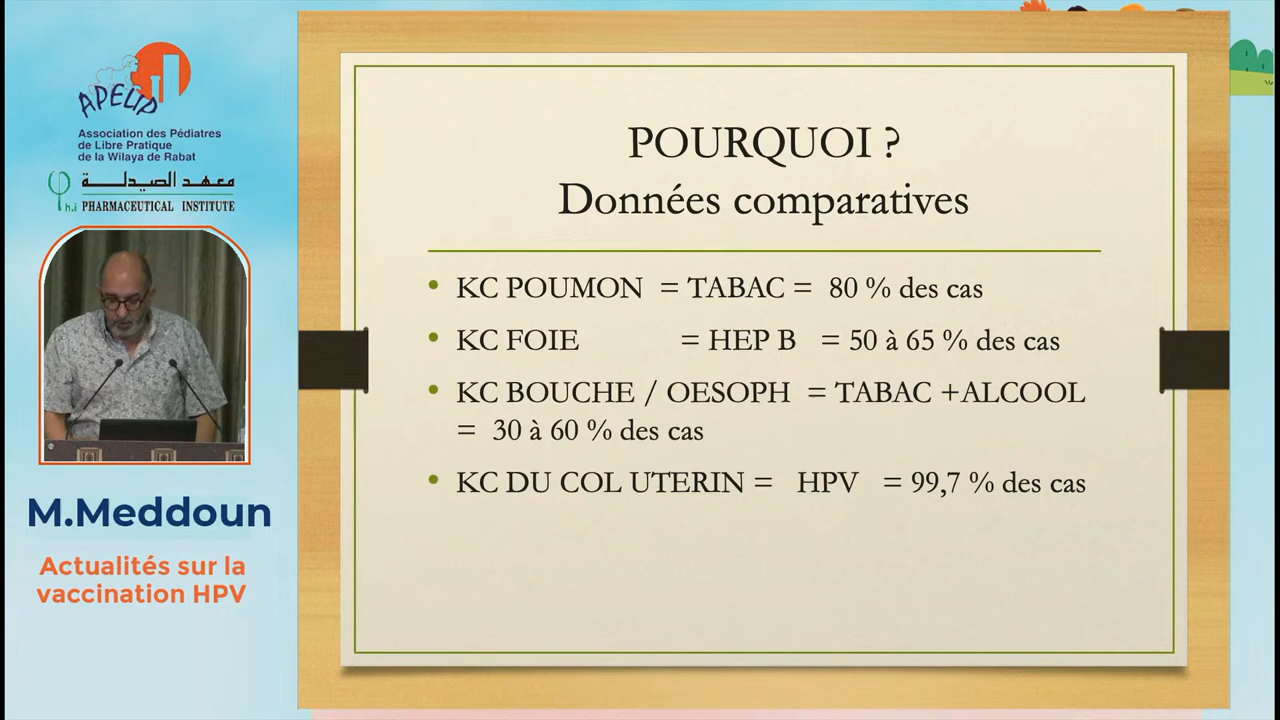 APELIP
Association des Pédiatres
de Libre Pratique
de la Wilaya de Rabat
معهد الصيدلة
h.i PHARMACEUTICAL INSTITUTE
M.Meddoun
Actualités sur la
vaccination HPV
POURQUOI ?
Données comparatives
• KC POUMON = TABAC = 80 % des cas
• KC FOIE = HEP B = 50 à 65 % des cas
• KC BOUCHE / OESOPH = TABAC +ALCOOL
= 30 à 60 % des cas
• KC DU COL UTERIN = HPV = 99,7 % des cas